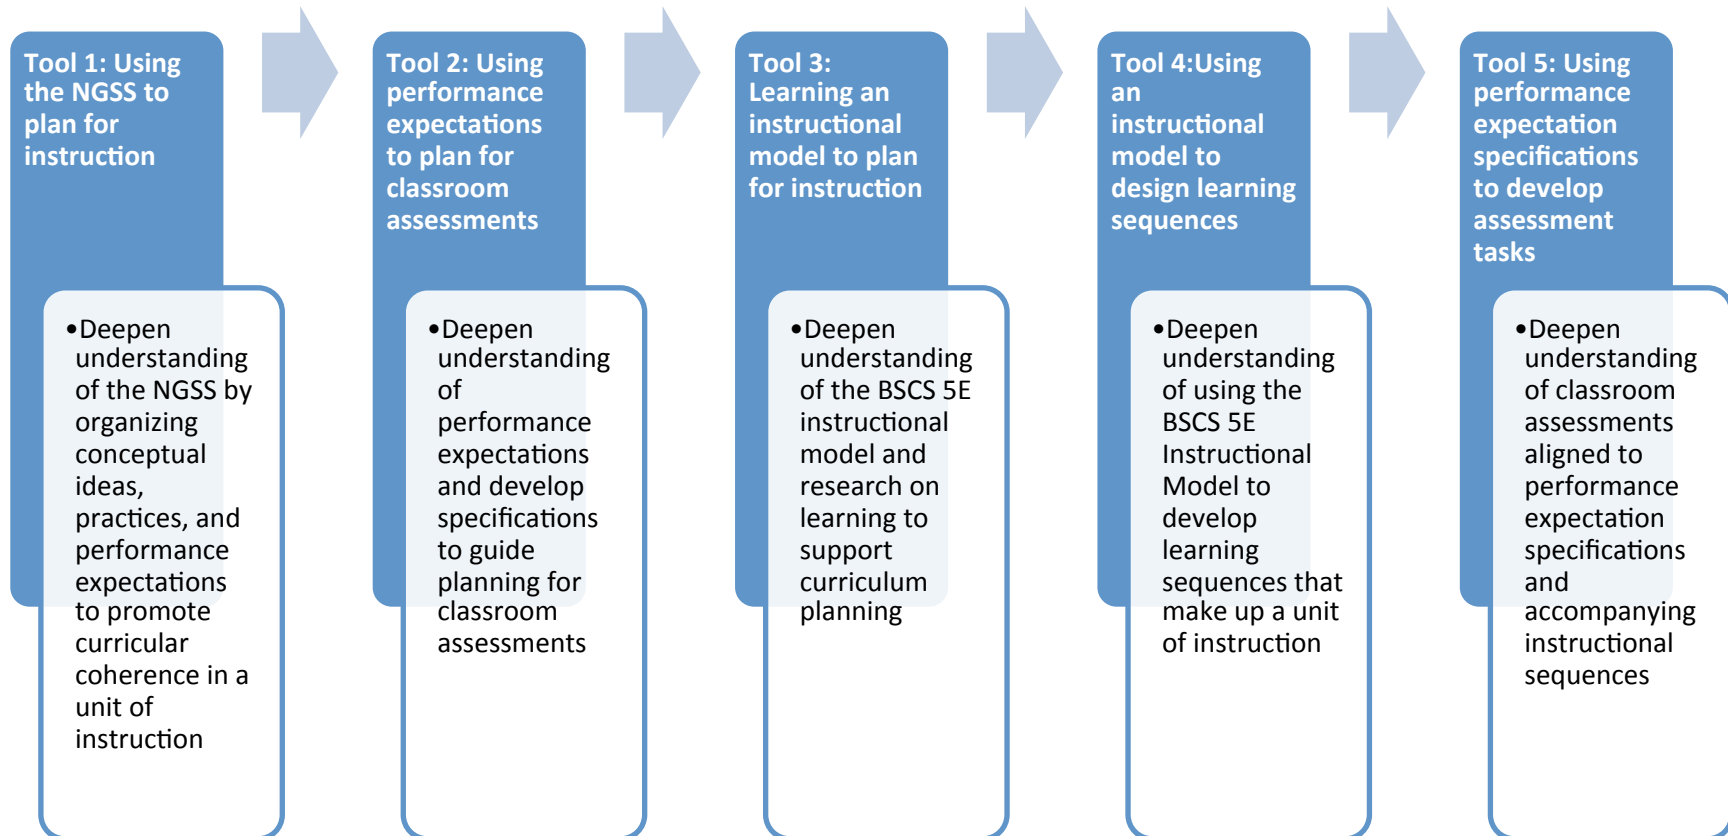 Tool 1: Using
the NGSS to
plan for
instruction
•Deepen
understanding
of the NGSS by
organizing
conceptual
ideas,
practices, and
performance
expectations
to promote
curricular
coherence in a
unit of
instruction
Tool 2: Using
performance
expectations
to plan for
classroom
assessments
•Deepen
understanding
of
performance
expectations
and develop
specifications
to guide
planning for
classroom
assessments
Tool 3:
Learning an
instructional
model to plan
for instruction
•Deepen
understanding
of the BSCS 5E
instructional
model and
research on
learning to
support
curriculum
planning
Tool 4:Using
an
instructional
model to
design learning
sequences
•Deepen
understanding
of using the
BSCS 5E
Instructional
Model to
develop
learning
sequences that
make up a unit
of instruction
Tool 5: Using
performance
expectation
specifications
to develop
assessment
tasks
•Deepen
understanding
of classroom
assessments
aligned to
performance
expectation
specifications
and
accompanying
instructional
sequences